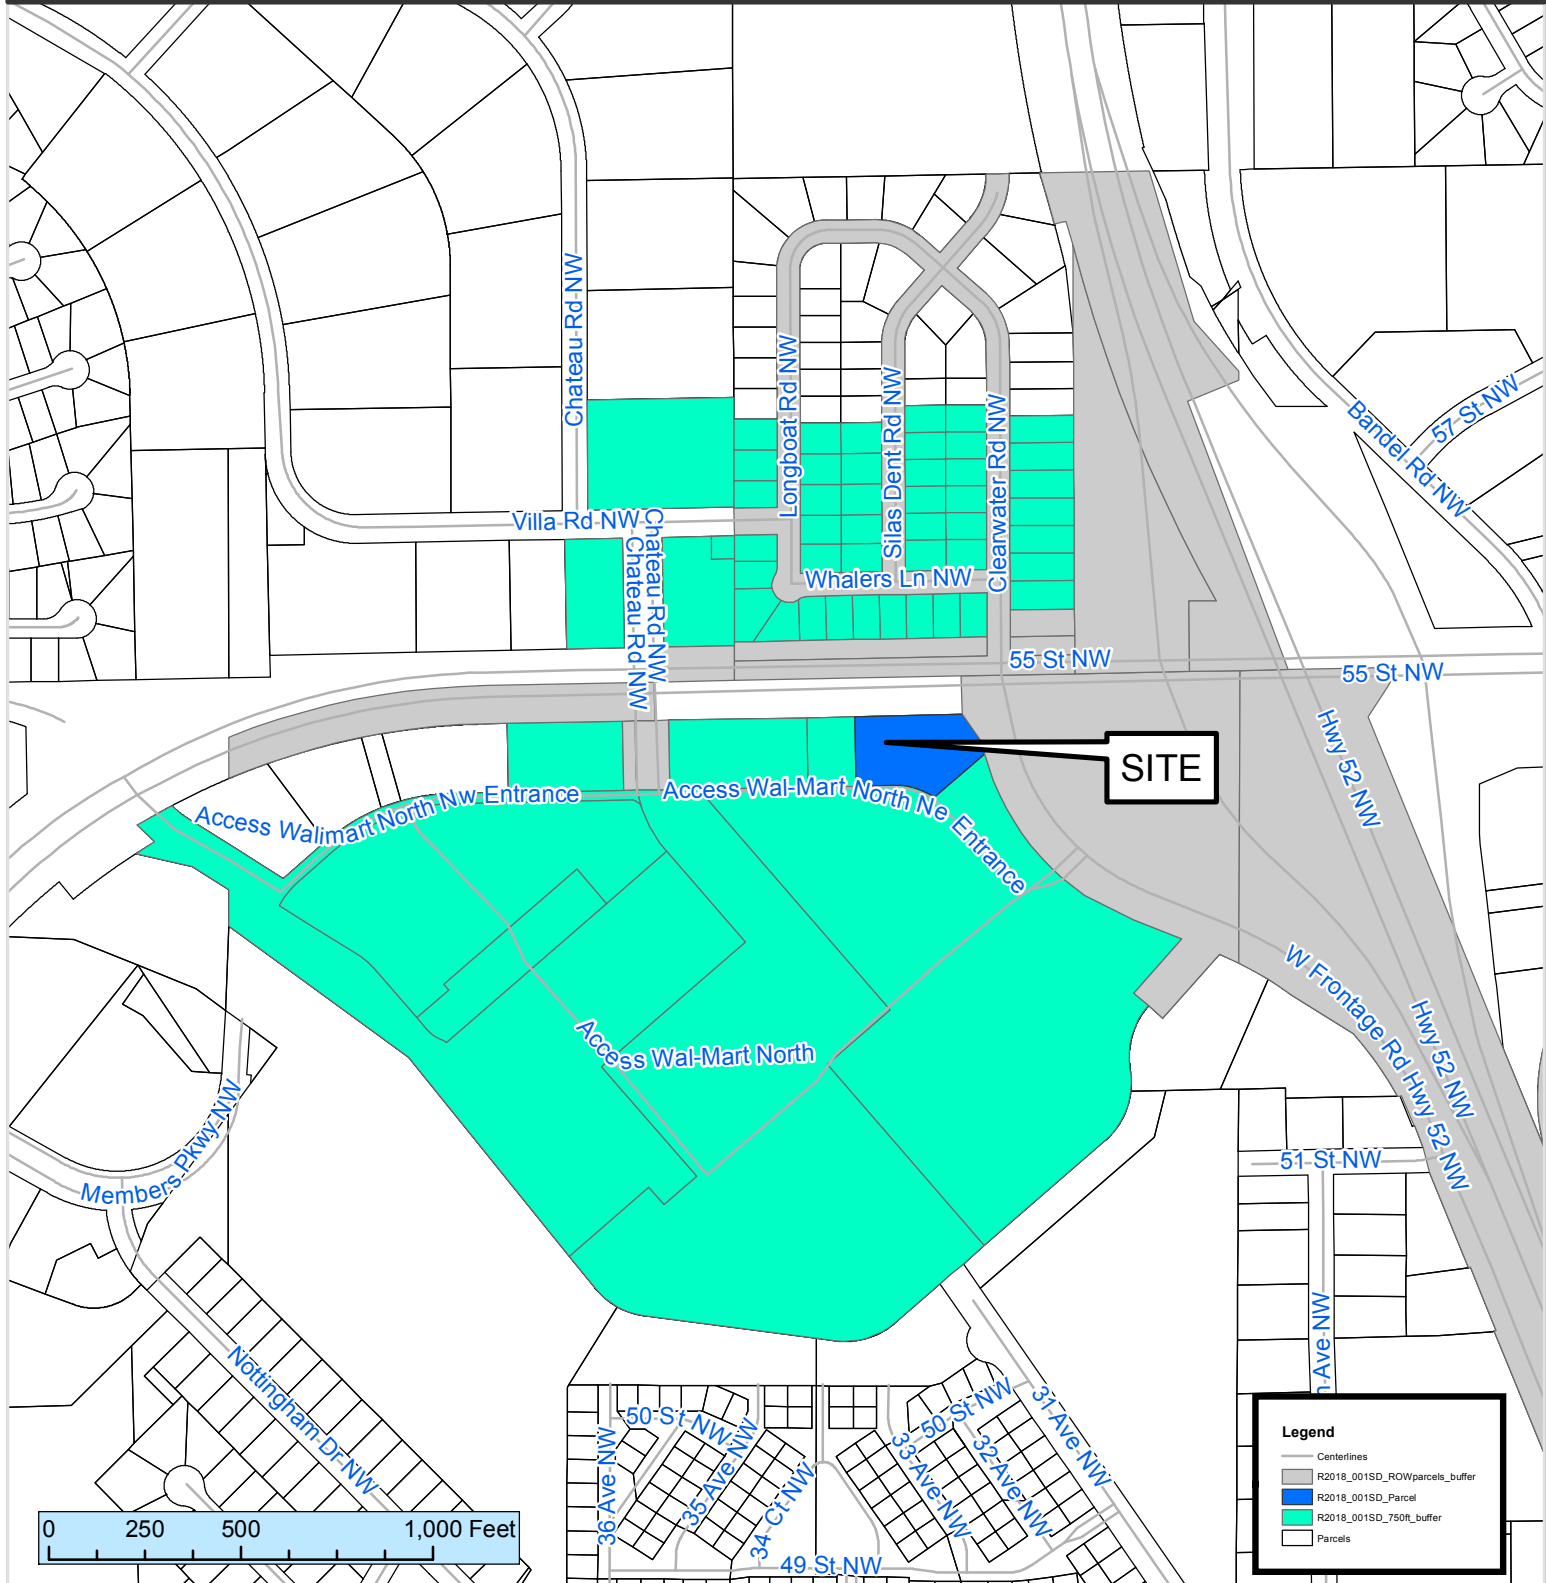 Chateau Rd NW
Longboat Rd NW
Silas Dent Rd NW
Clearwater Rd NW
57 St NW
Bandel Rd NW
Villa Rd NW
Chateau Rd NW
Chateau Rd NW
Whalers Ln NW
55 St NW
55 St NW
Hwy 52 NW
SITE
Access Walmart North Nw Entrance
Access Wal-Mart North Ne Entrance
W Frontage Rd Hwy 52 NW
Hwy 52 NW
Access Wal-Mart North
Members Pkwy NW
51 St NW
Nottingham Dr NW
50 St NW
50 St NW
31 Ave NW
36 Ave NW
35 Ave NW
34 Ct NW
33 Ave NW
32 Ave NW
49 St NW
Ave NW
0 250 500 1,000 Feet
Legend
Centerlines
R2018_001SD_ROWparcels_buffer
R2018_001SD_Parcel
R2018_001SD_750ft_buffer
Parcels